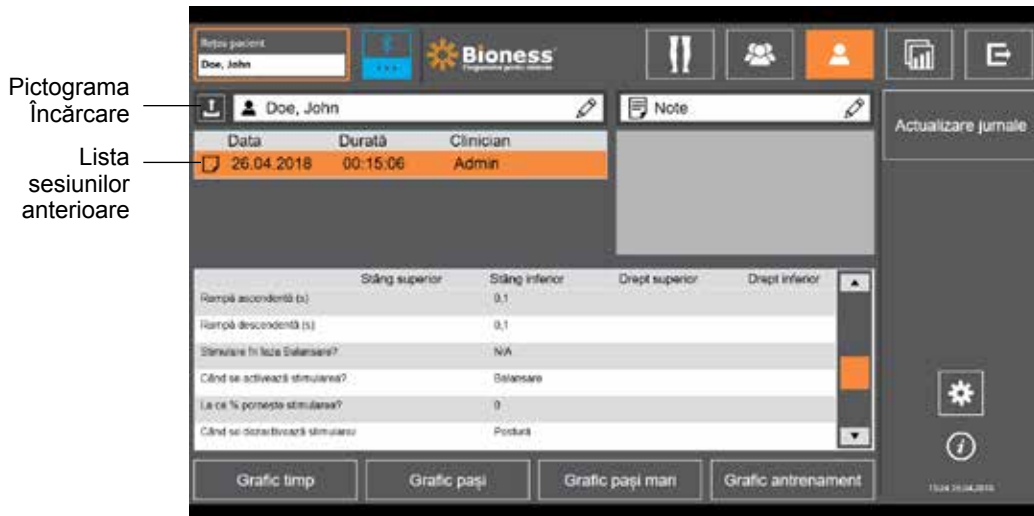 Rețea pacient
Doe, John
Bioness
Pictograma
Încărcare
Doe, John
Note
Actualizare jurnale
Data Durată Clinician
Lista
sesiunilor
anterioare
26.04.2018 00:15:06 Admin
Stâng superior Stâng inferior Drept superior Drept inferior
Rampă ascendentă (s) 0,1
Rampă descendentă (s) 0,1
Stimulare în faza Balansare? N/A
Când se activează stimularea? Balansare
La ce % pornește stimularea? 0
Când se dezactivează stimularea Postură
Grafic timp Grafic pași Grafic pași mari Grafic antrenament